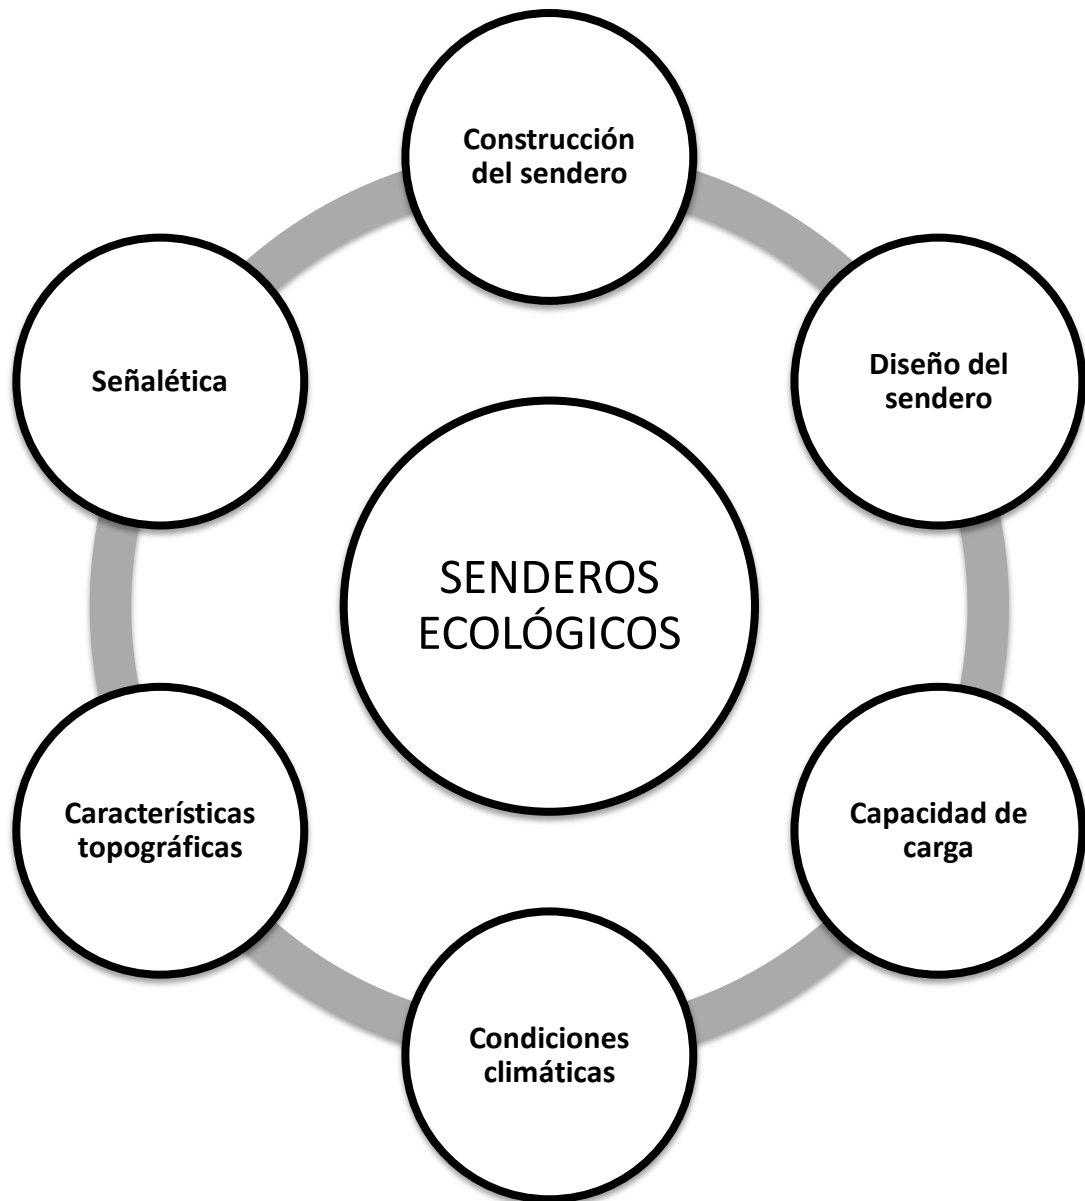 Construcción
del sendero
Señalética
Diseño del
sendero
SENDEROS
ECOLÓGICOS
Características
topográficas
Capacidad de
carga
Condiciones
climáticas